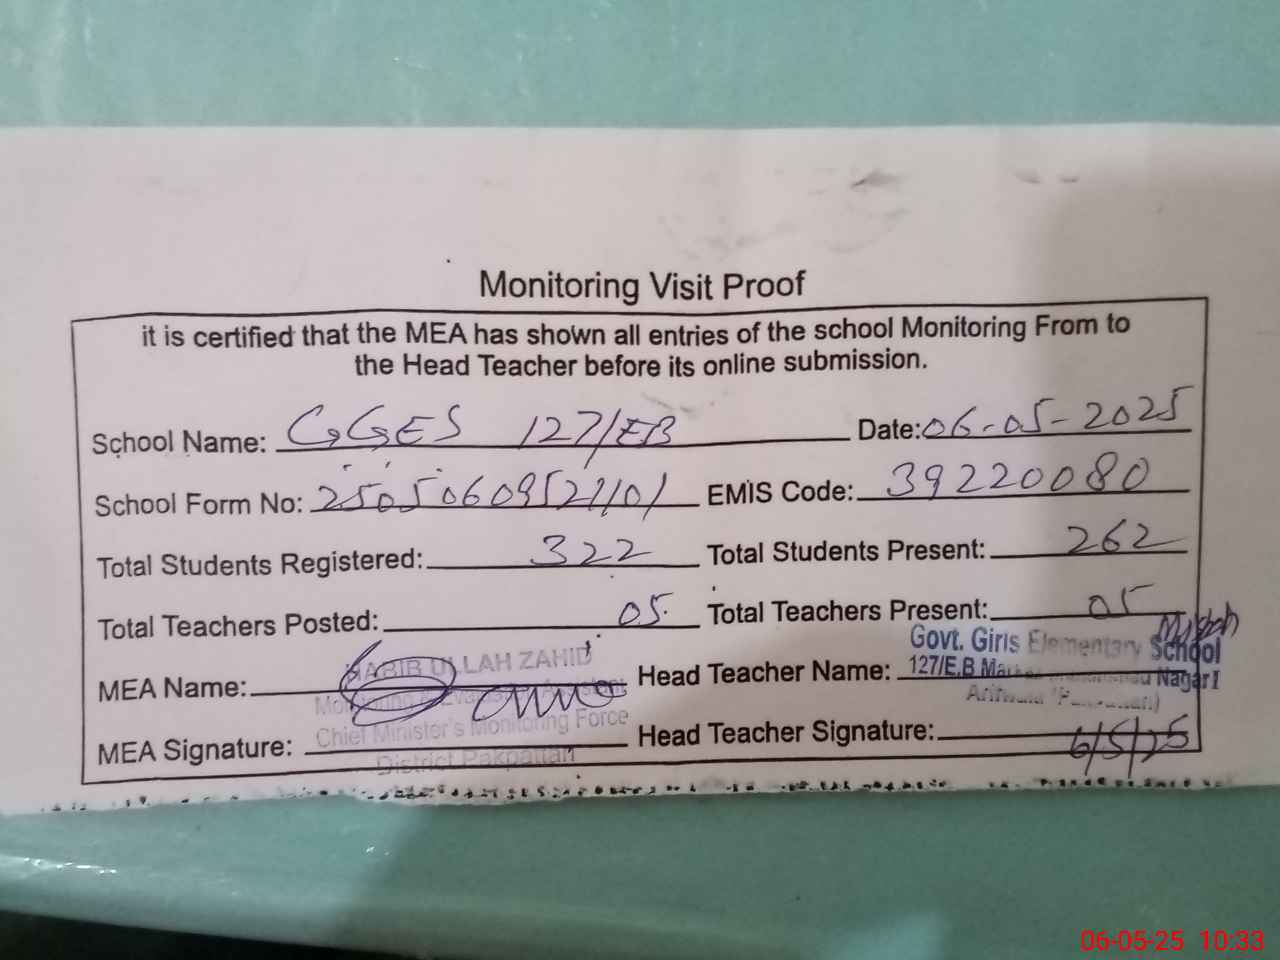 Monitoring Visit Proof
it is certified that the MEA has shown all entries of the school Monitoring From to
the Head Teacher before its online submission.
School Name: GGES 127/EB Date: 06-05-2025
School Form No: EMIS Code: 39220080
Total Students Registered: 322 Total Students Present: 262
Total Teachers Posted: 05 Total Teachers Present: 05
MEA Name: HABIB ULLAH ZAHID Head Teacher Name: Govt. Girls Elementary School
127/E.B Nagar
Chief Minister's Monitoring Force
MEA Signature: Head Teacher Signature: 6/5/25
District Pakpattan
06-05-25 10:33